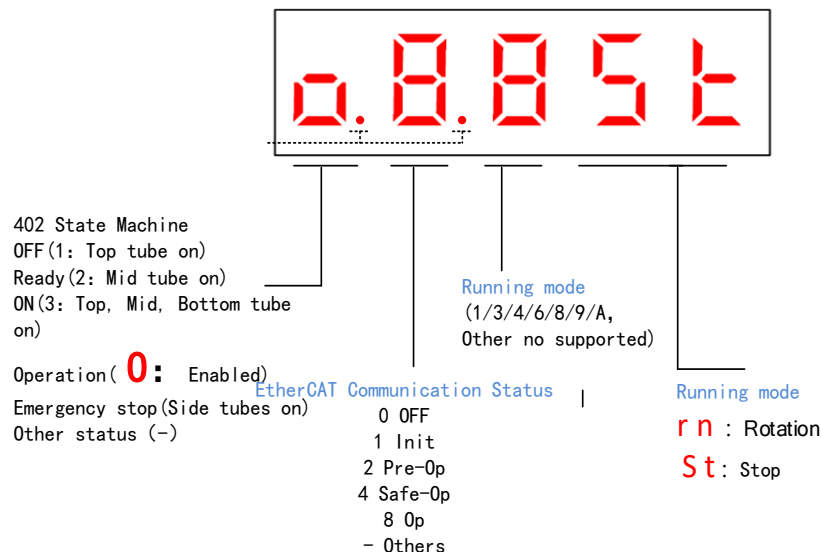 o.8.8St
402 State Machine
OFF(1: Top tube on)
Ready(2: Mid tube on)
ON(3: Top, Mid, Bottom tube
on)
Operation( 0: Enabled)
Emergency stop(Side tubes on)
Other status (-)
EtherCAT Communication Status
0 OFF
1 Init
2 Pre-Op
4 Safe-Op
8 Op
- Others
Running mode
(1/3/4/6/8/9/A,
Other no supported)
Running mode
rn : Rotation
St: Stop